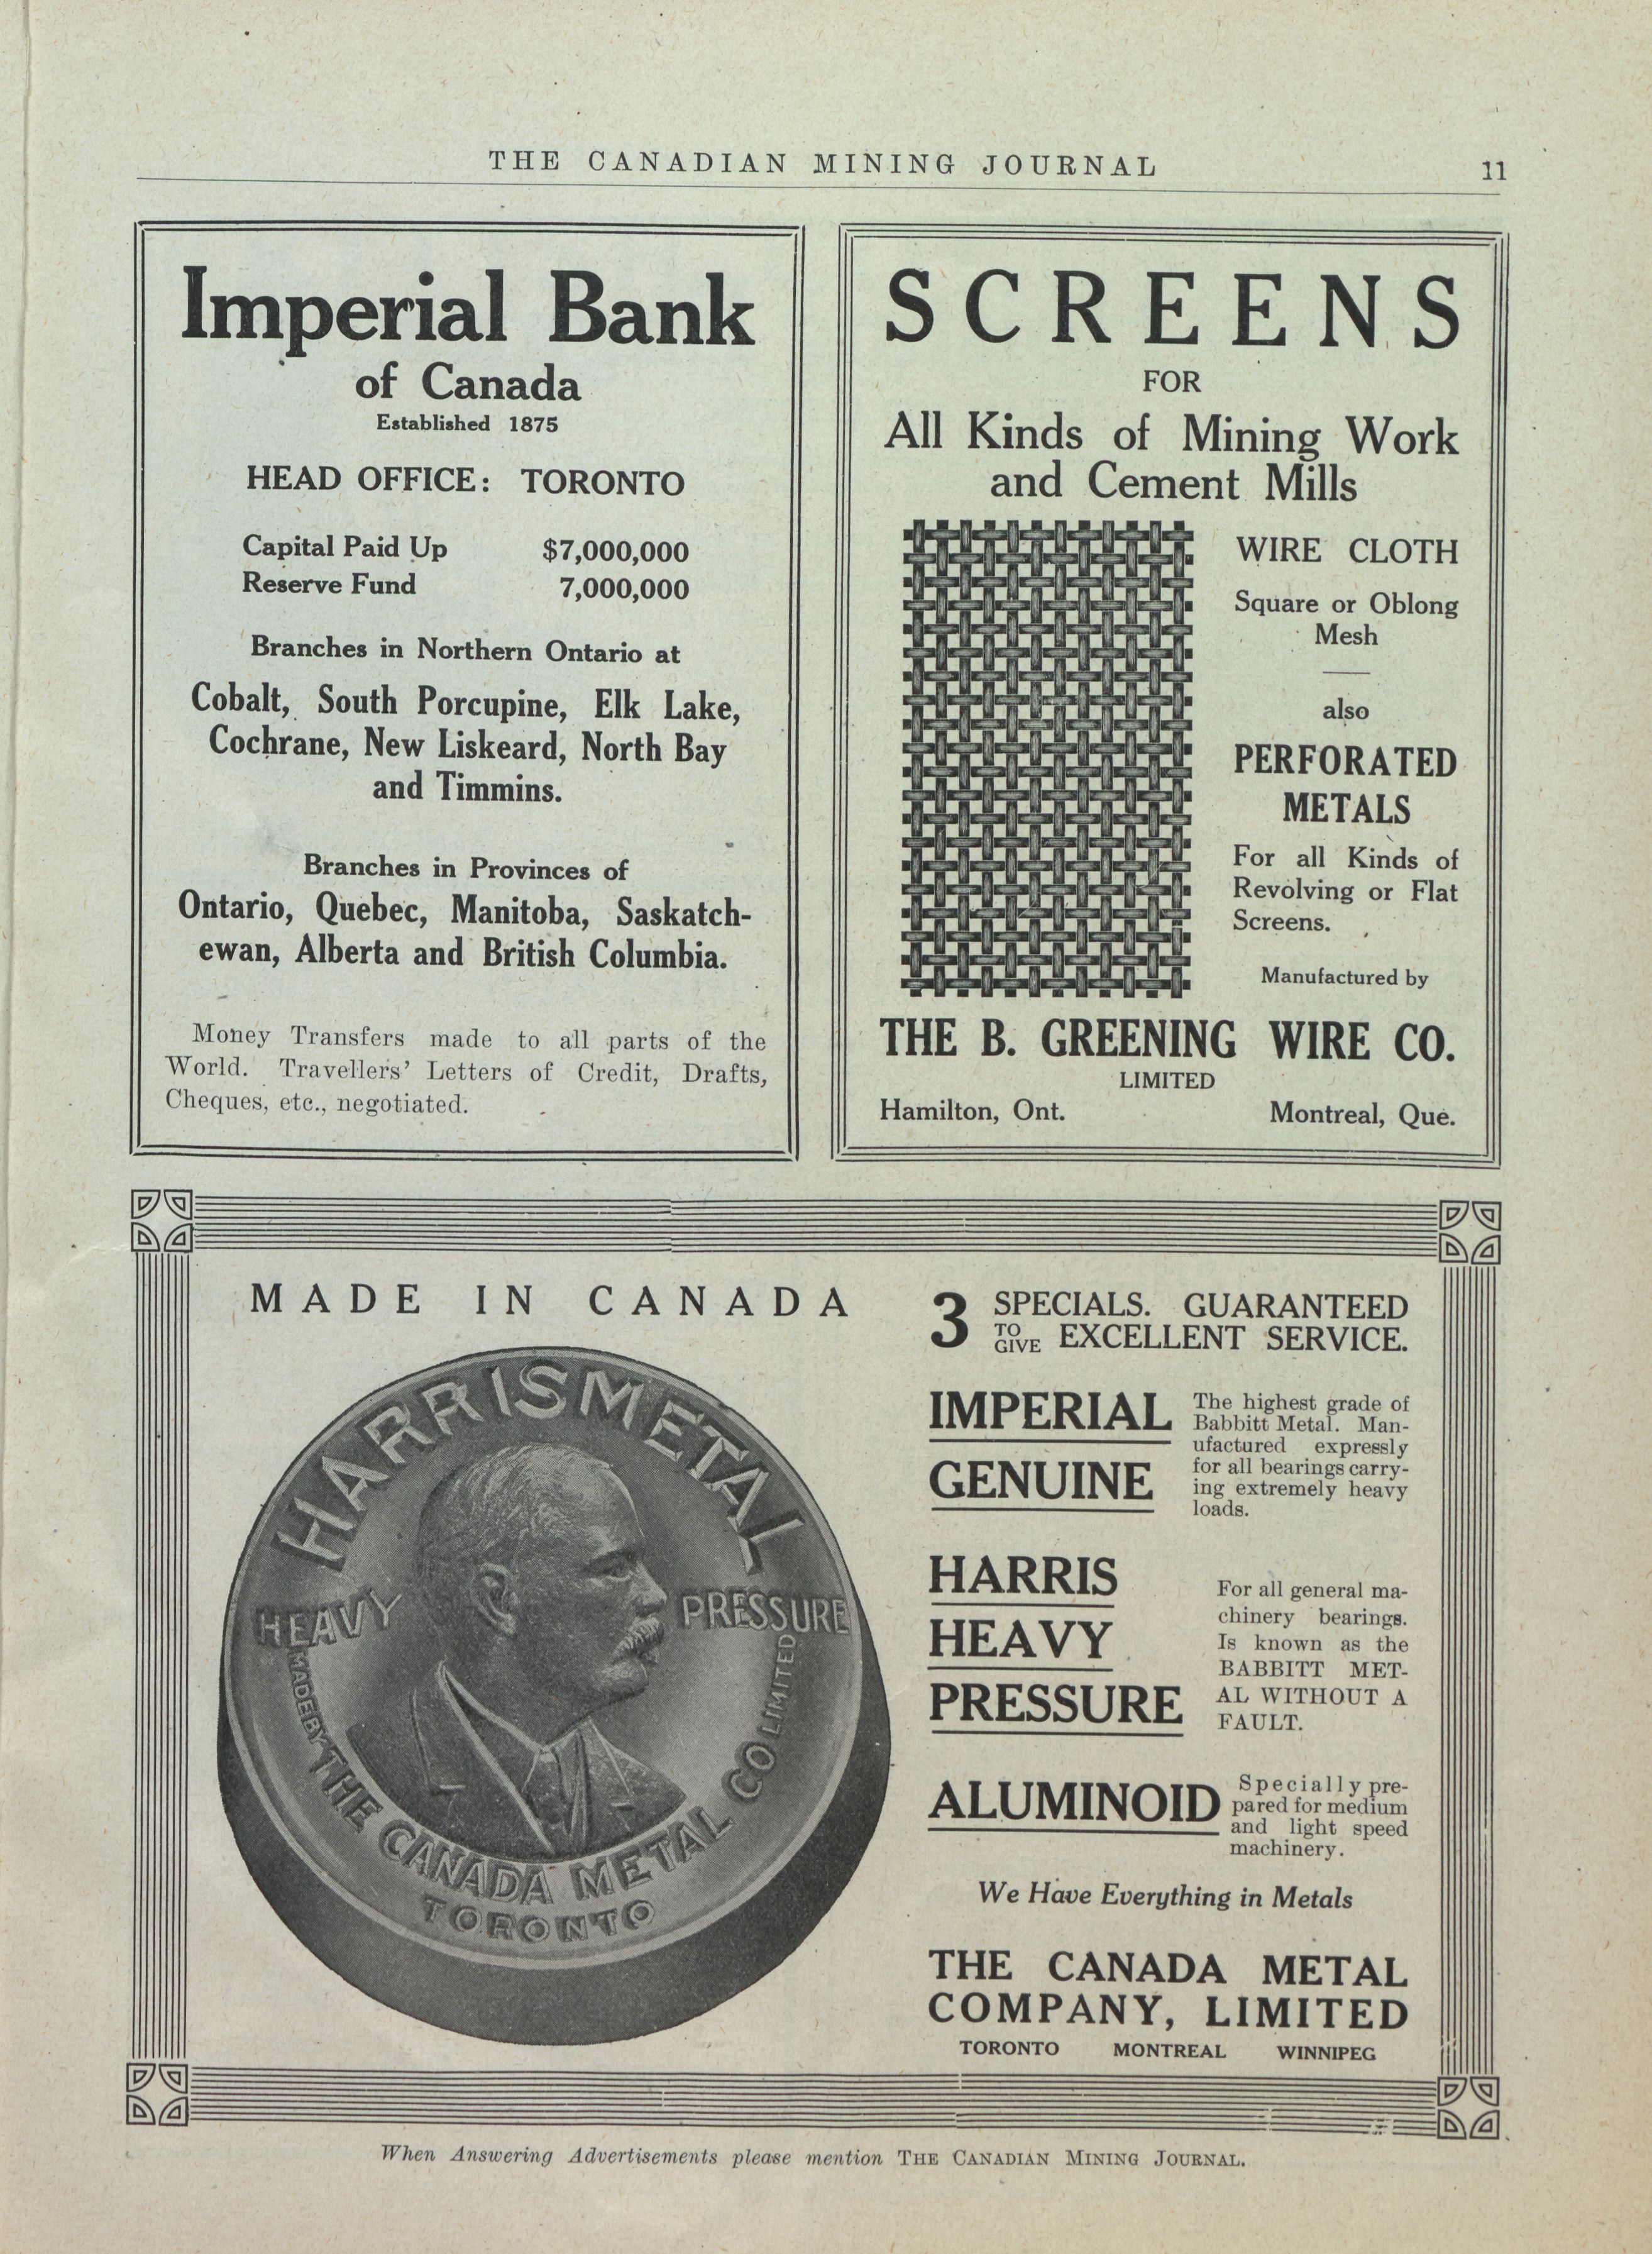 THE CANADIAN MINING JOURNAL 11
Imperial Bank
of Canada
Established 1875
HEAD OFFICE: TORONTO
Capital Paid Up $7,000,000
Reserve Fund 7,000,000
Branches in Northern Ontario at
Cobalt, South Porcupine, Elk Lake,
Cochrane, New Liskeard, North Bay
and Timmins.
Branches in Provinces of
Ontario, Quebec, Manitoba, Saskatch-
ewan, Alberta and British Columbia.
Money Transfers made to all parts of the
World. Travellers' Letters of Credit, Drafts,
Cheques, etc., negotiated.
SCREENS
FOR
All Kinds of Mining Work
and Cement Mills
WIRE CLOTH
Square or Oblong
Mesh
also
PERFORATED
METALS
For all Kinds of
Revolving or Flat
Screens.
Manufactured by
THE B. GREENING WIRE CO.
LIMITED
Hamilton, Ont. Montreal, Que.
MADE IN CANADA
HARRIS METAL
HEAVY PRESSURE
MADE BY THE CANADA METAL CO LIMITED
TORONTO
3 SPECIALS. GUARANTEED
TO GIVE EXCELLENT SERVICE.
IMPERIAL
GENUINE
The highest grade of
Babbitt Metal. Man-
ufactured expressly
for all bearings carry-
ing extremely heavy
loads.
HARRIS
HEAVY
PRESSURE
For all general ma-
chinery bearings.
Is known as the
BABBITT MET-
AL WITHOUT A
FAULT.
ALUMINOID
Specially pre-
pared for medium
and light speed
machinery.
We Have Everything in Metals
THE CANADA METAL
COMPANY, LIMITED
TORONTO MONTREAL WINNIPEG
When Answering Advertisements please mention THE CANADIAN MINING JOURNAL.